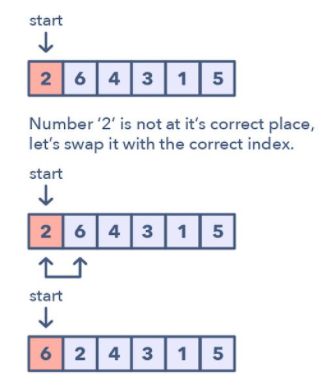 start
2 6 4 3 1 5
Number ‘2’ is not at it’s correct place,
let’s swap it with the correct index.
start
2 6 4 3 1 5
start
6 2 4 3 1 5